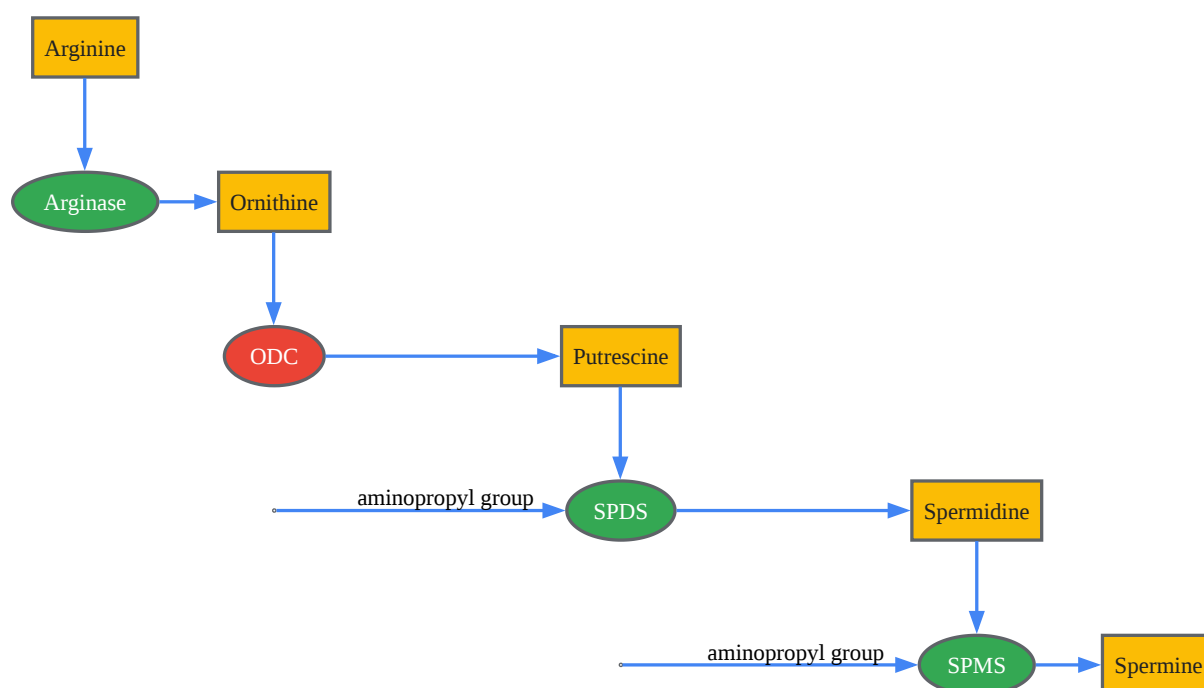 Arginine
Arginase
Ornithine
ODC
Putrescine
aminopropyl group
SPDS
Spermidine
aminopropyl group
SPMS
Spermine